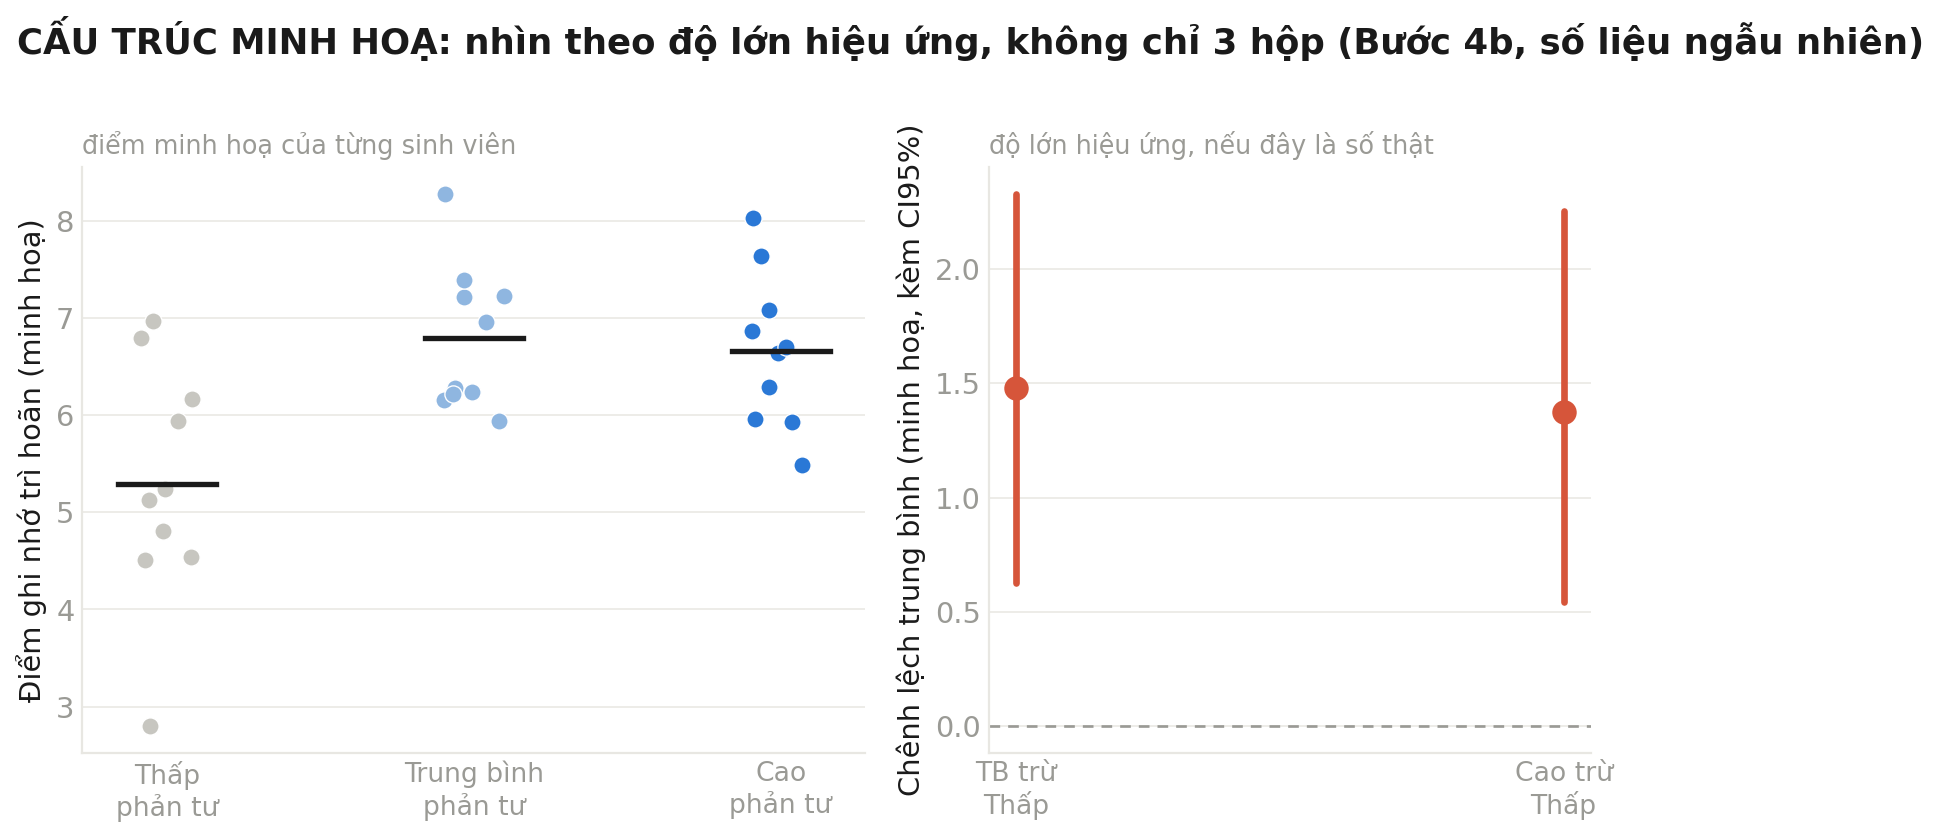 CẤU TRÚC MINH HOẠ: nhìn theo độ lớn hiệu ứng, không chỉ 3 hộp (Bước 4b, số liệu ngẫu nhiên)
điểm minh hoạ của từng sinh viên
Điểm ghi nhớ trì hoãn (minh hoạ)
8
7
6
5
4
3
Thấp
phản tư
Trung bình
phản tư
Cao
phản tư
độ lớn hiệu ứng, nếu đây là số thật
Chênh lệch trung bình (minh hoạ, kèm CI95%)
2.0
1.5
1.0
0.5
0.0
TB trừ
Thấp
Cao trừ
Thấp